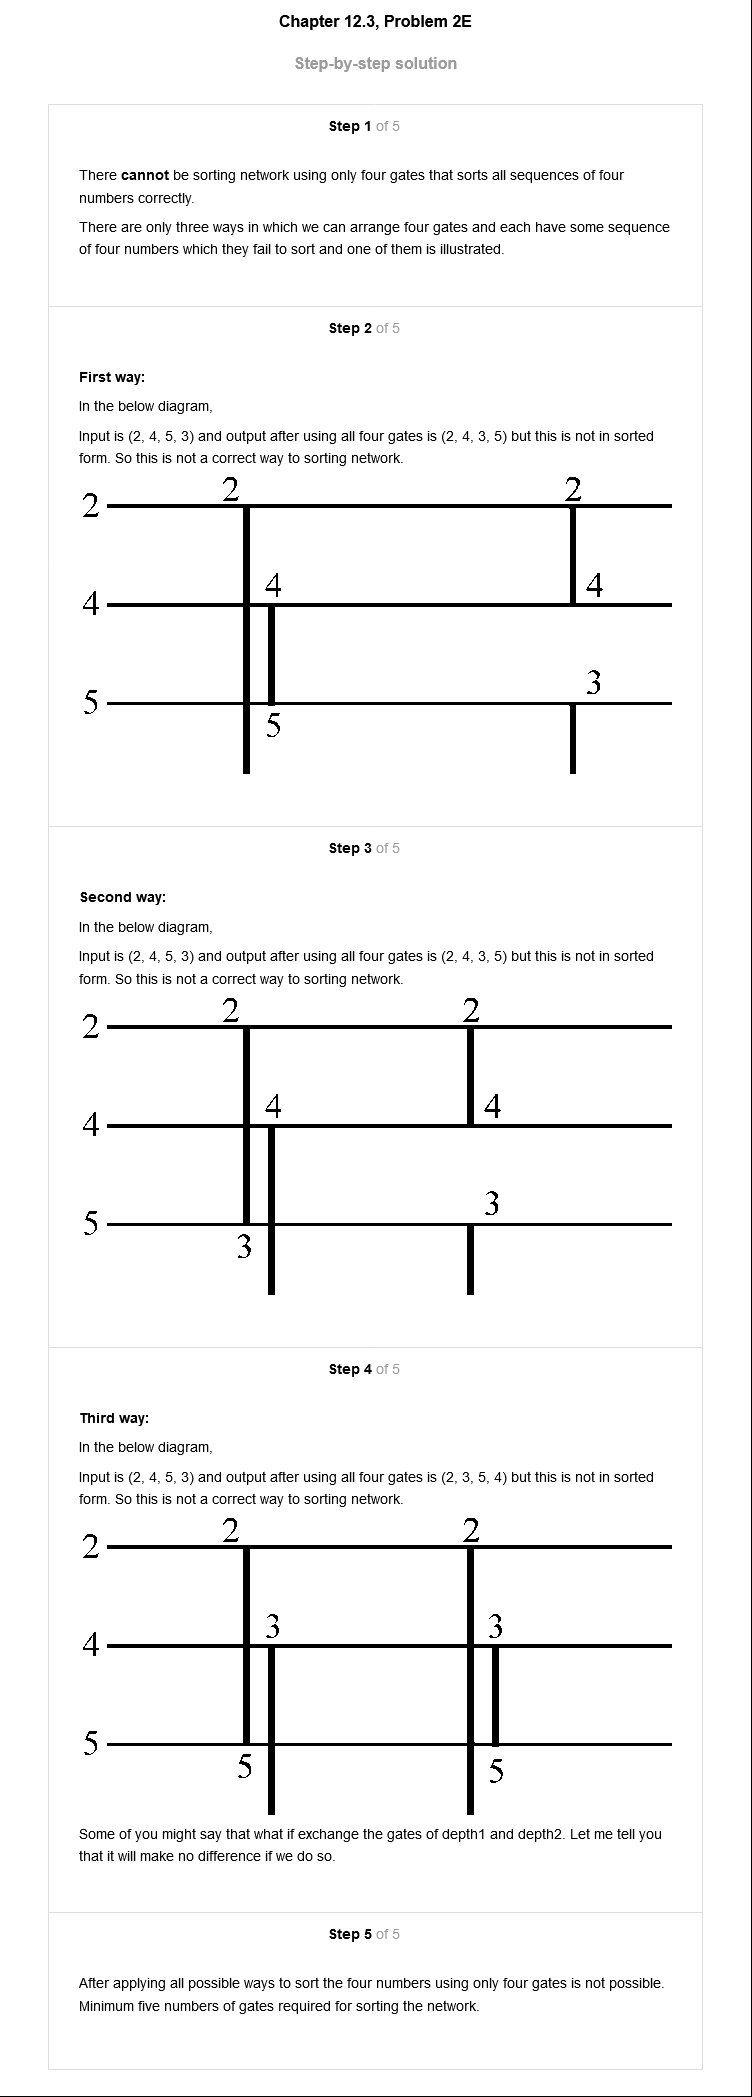 Chapter 12.3, Problem 2E
Step-by-step solution
Step 1 of 5
There cannot be sorting network using only four gates that sorts all sequences of four
numbers correctly.
There are only three ways in which we can arrange four gates and each have some sequence
of four numbers which they fail to sort and one of them is illustrated.
Step 2 of 5
First way:
In the below diagram,
Input is (2, 4, 5, 3) and output after using all four gates is (2, 4, 3, 5) but this is not in sorted
form. So this is not a correct way to sorting network.
2 2 2
4 4 4
5 3
5
Step 3 of 5
Second way:
In the below diagram,
Input is (2, 4, 5, 3) and output after using all four gates is (2, 4, 3, 5) but this is not in sorted
form. So this is not a correct way to sorting network.
2 2 2
4 4 4
5 3
3
Step 4 of 5
Third way:
In the below diagram,
Input is (2, 4, 5, 3) and output after using all four gates is (2, 3, 5, 4) but this is not in sorted
form. So this is not a correct way to sorting network.
2 2 2
4 3 3
5 5 5
Some of you might say that what if exchange the gates of depth1 and depth2. Let me tell you
that it will make no difference if we do so.
Step 5 of 5
After applying all possible ways to sort the four numbers using only four gates is not possible.
Minimum five numbers of gates required for sorting the network.